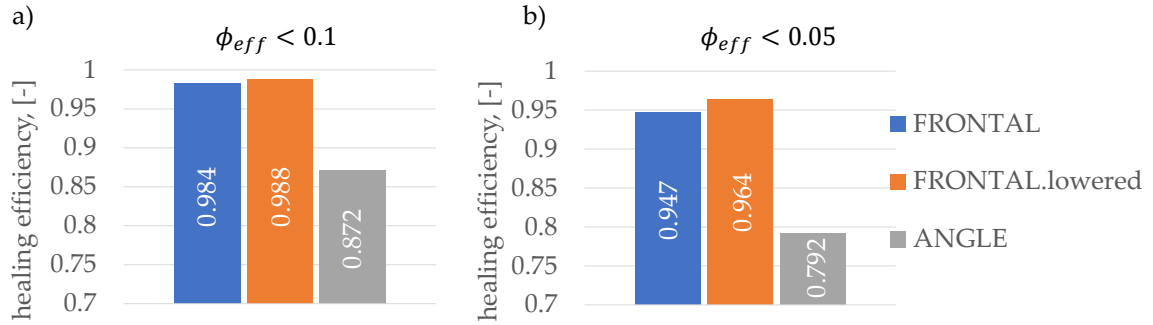 a)
ϕ_eff < 0.1
healing efficiency, [-]
1
0.95
0.9
0.85
0.8
0.75
0.7
0.984
0.988
0.872
b)
ϕ_eff < 0.05
healing efficiency, [-]
1
0.95
0.9
0.85
0.8
0.75
0.7
0.947
0.964
0.792
FRONTAL
FRONTAL.lowered
ANGLE